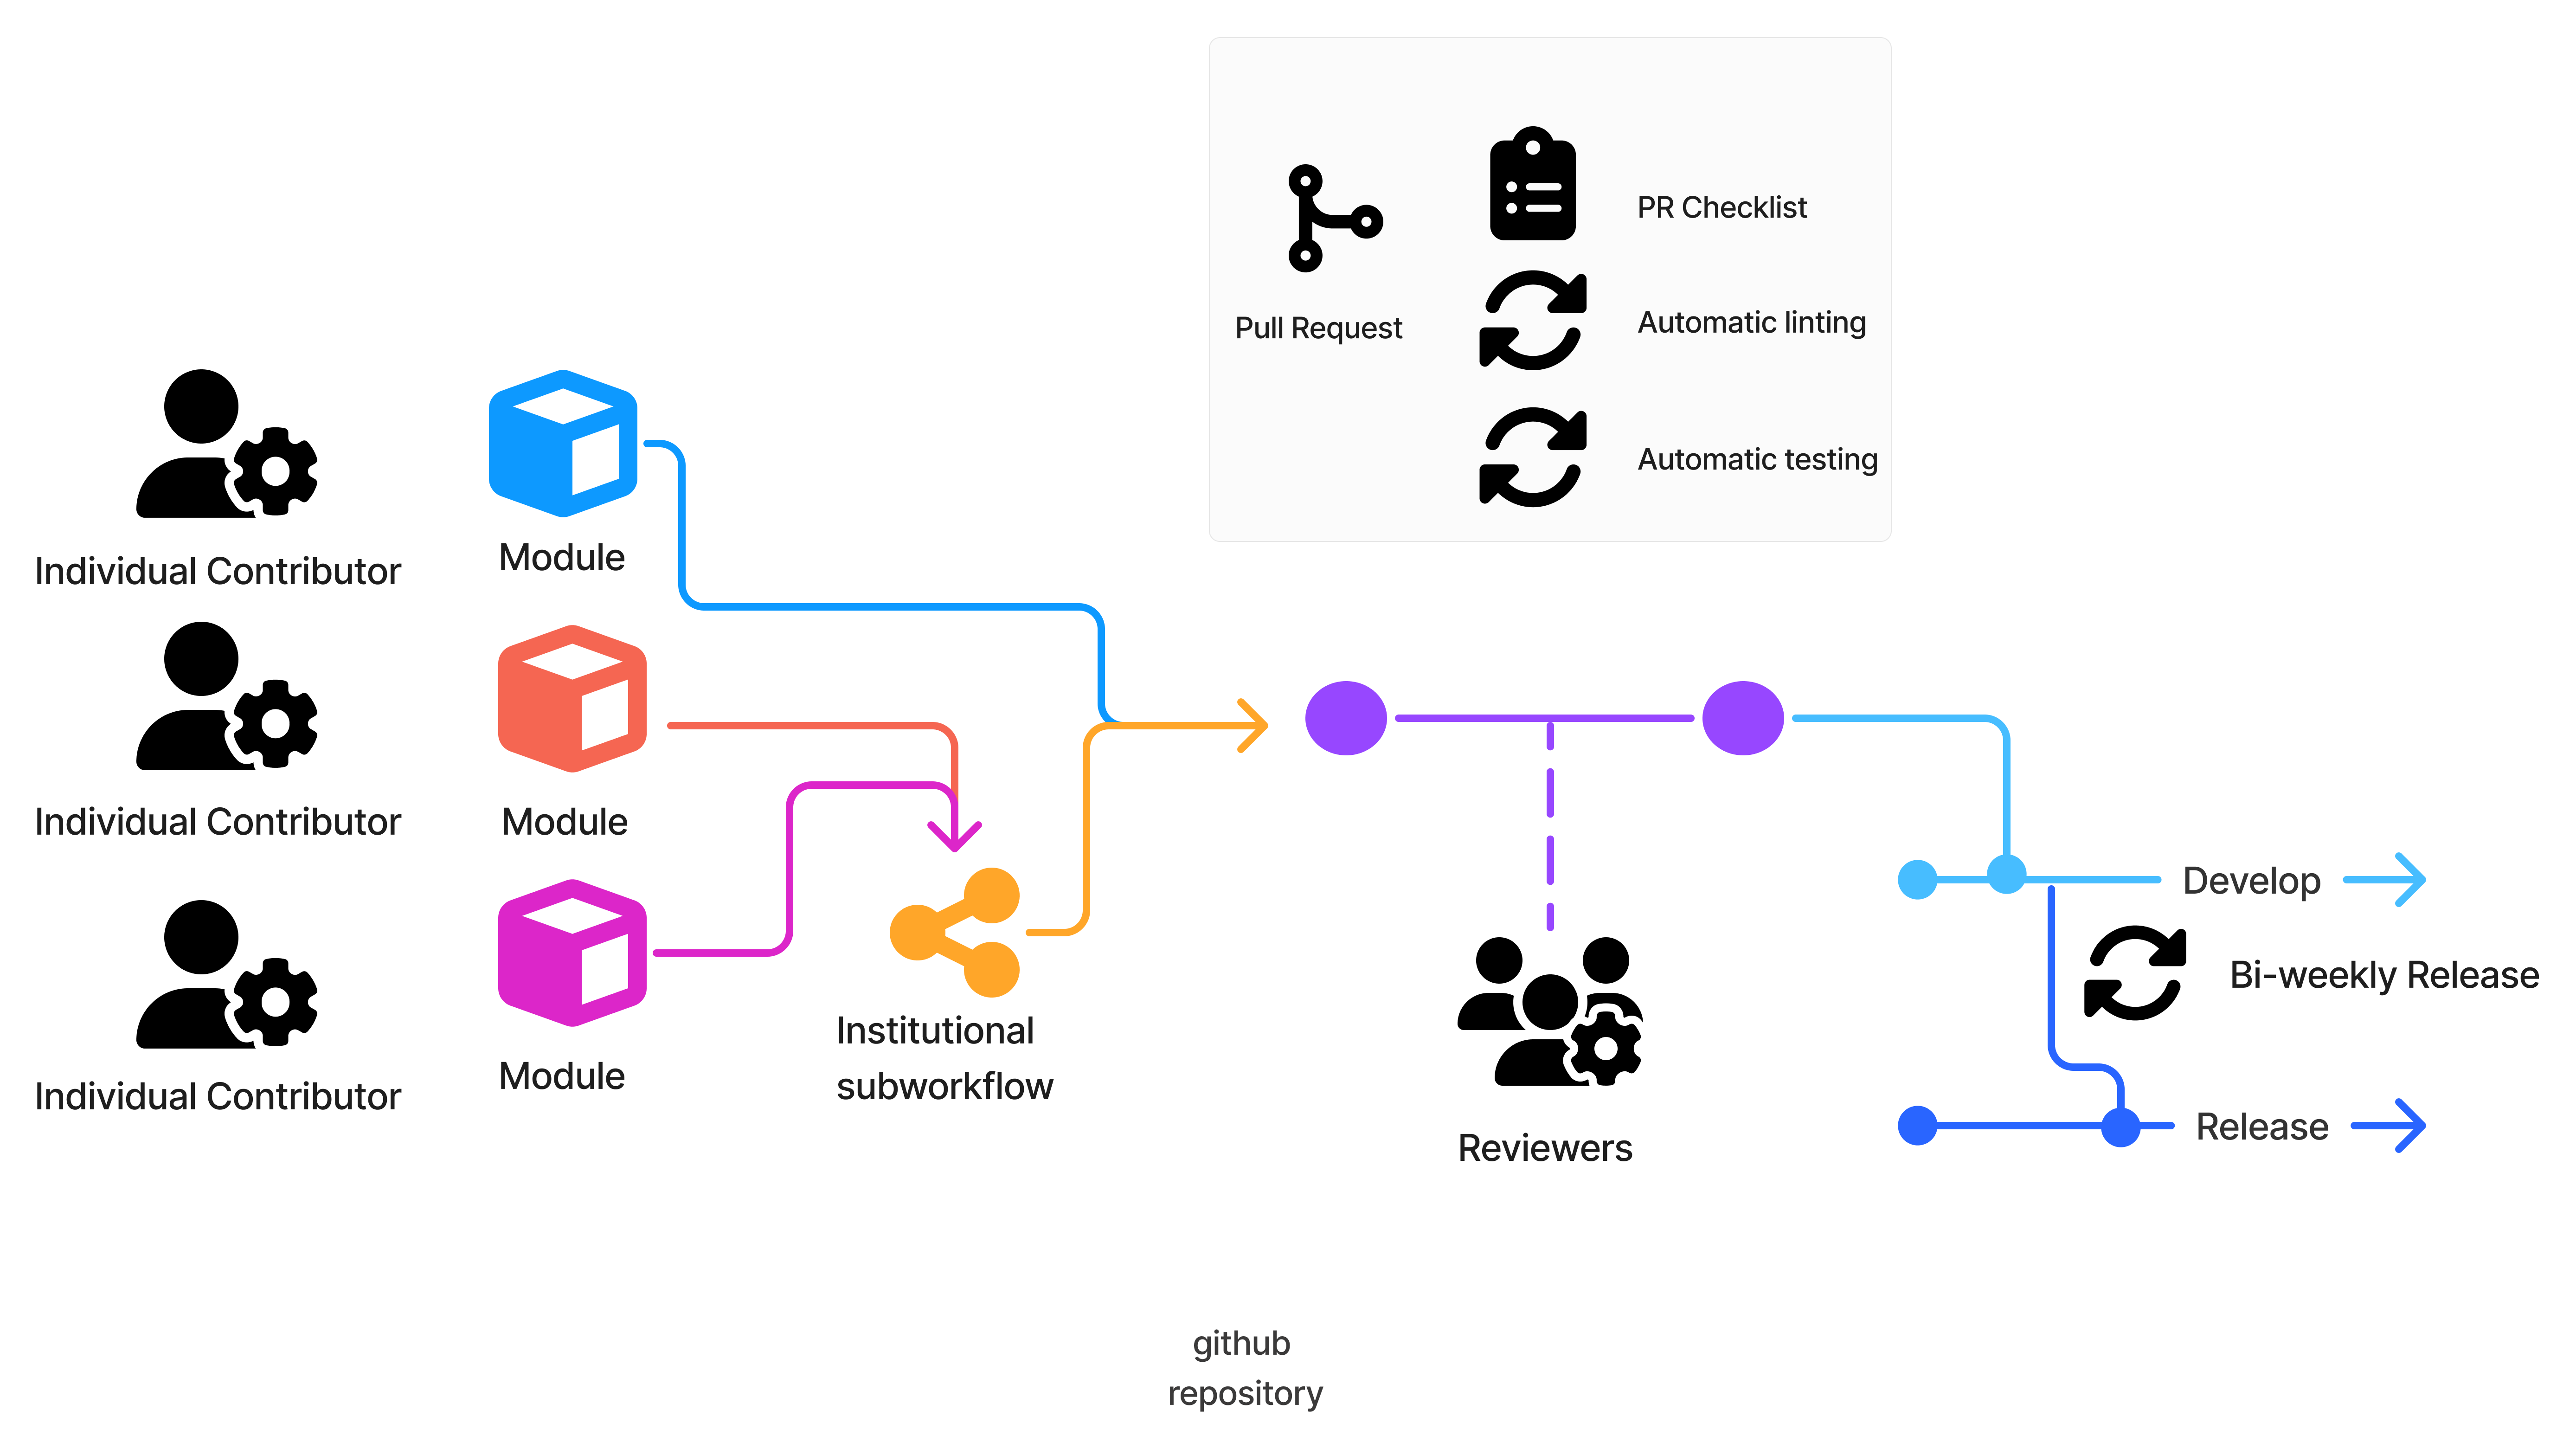 PR Checklist
Pull Request
Automatic linting
Automatic testing
Individual Contributor
Module
Individual Contributor
Module
Individual Contributor
Module
Institutional
subworkflow
Reviewers
Develop
Bi-weekly Release
Release
github
repository